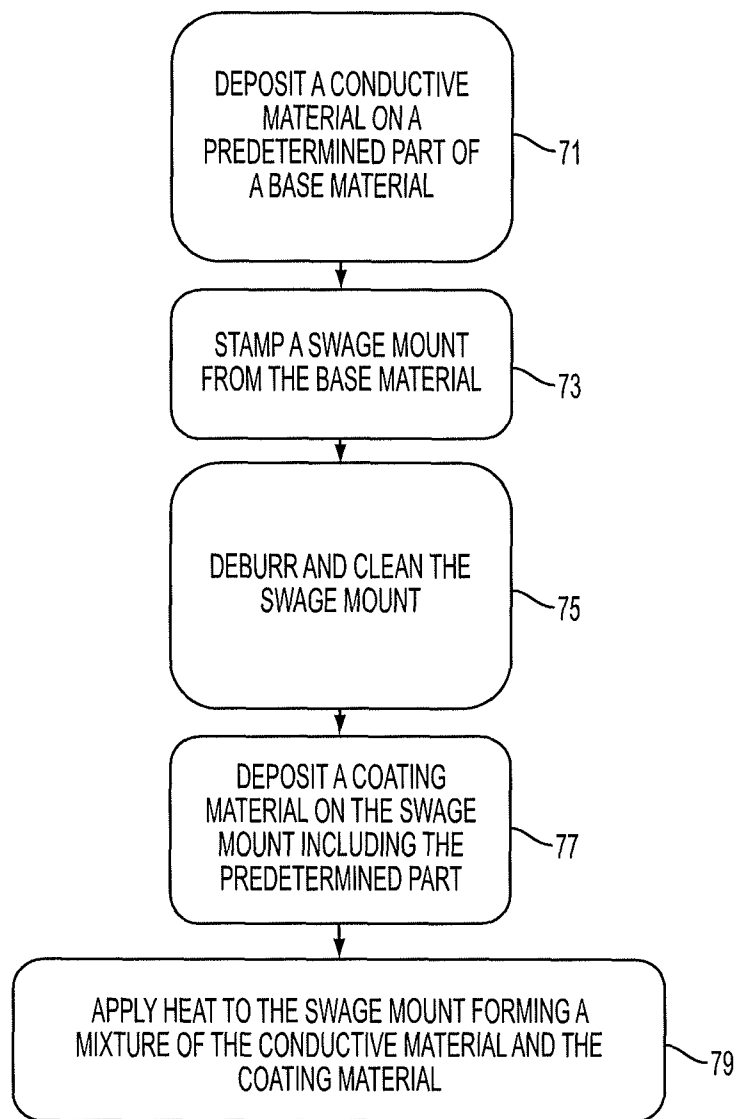 DEPOSIT A CONDUCTIVE
MATERIAL ON A
PREDETERMINED PART OF
A BASE MATERIAL
71
STAMP A SWAGE MOUNT
FROM THE BASE MATERIAL
73
DEBURR AND CLEAN THE
SWAGE MOUNT
75
DEPOSIT A COATING
MATERIAL ON THE SWAGE
MOUNT INCLUDING THE
PREDETERMINED PART
77
APPLY HEAT TO THE SWAGE MOUNT FORMING A
MIXTURE OF THE CONDUCTIVE MATERIAL AND THE
COATING MATERIAL
79